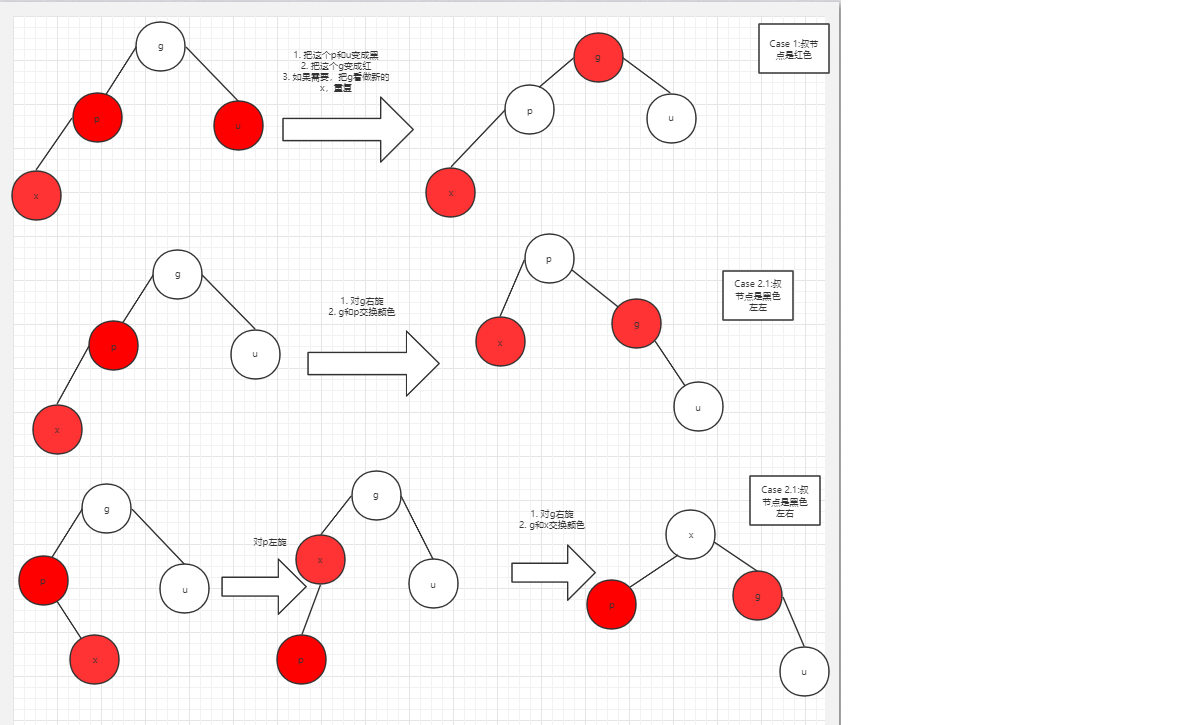 g
p
u
x
1. 把这个p和u变成黑
2. 把这个g变成红
3. 如果需要，把g看做新的
x，重复
g
p
u
x
Case 1:叔节
点是红色
g
p
u
x
1. 对g右旋
2. g和p交换颜色
p
x
g
u
Case 2.1:叔
节点是黑色
左左
g
p
u
x
对p左旋
g
x
u
p
1. 对g右旋
2. g和x交换颜色
x
p
g
u
Case 2.1:叔
节点是黑色
左右